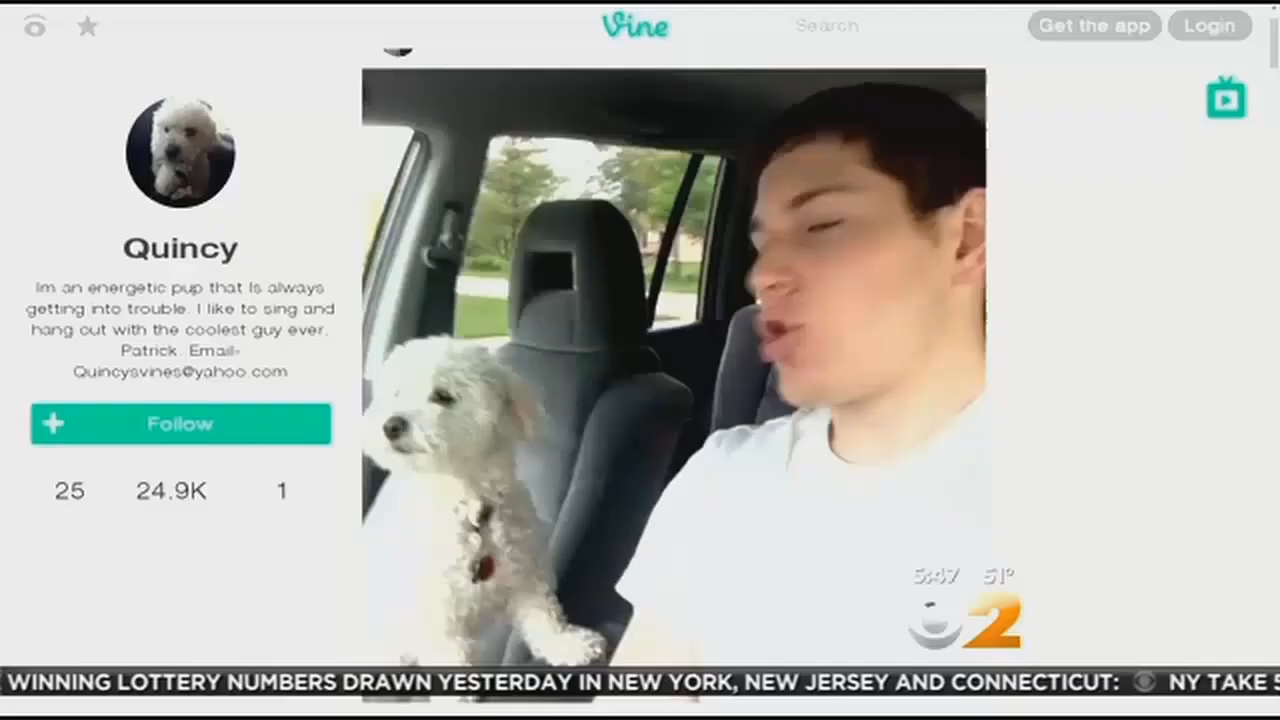 Vine
Search
Get the app
Login
Quincy
Im an energetic pup that Is always
getting into trouble. I like to sing and
hang out with the coolest guy ever.
Patrick. Email-
Quincysvines@yahoo.com
+ Follow
25 24.9K 1
5:47 51°
2
WINNING LOTTERY NUMBERS DRAWN YESTERDAY IN NEW YORK, NEW JERSEY AND CONNECTICUT: NY TAKE 5